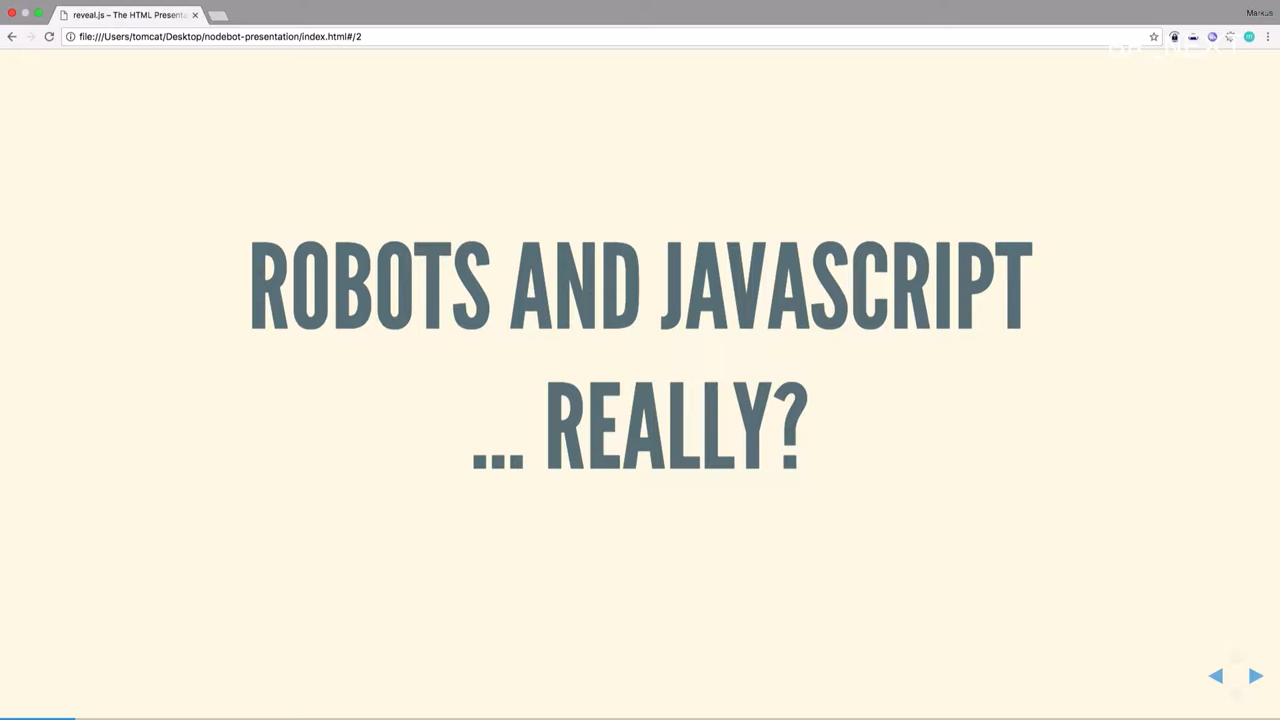 reveal.js – The HTML Presenta
Markus
file:///Users/tomcat/Desktop/nodebot-presentation/index.html#/2
ROBOTS AND JAVASCRIPT
... REALLY?